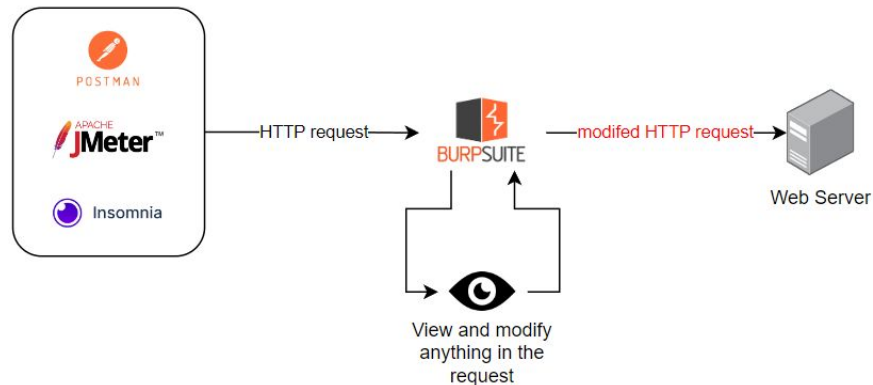 POSTMAN
APACHE
JMeter™
Insomnia
HTTP request
BURPSUITE
modifed HTTP request
Web Server
View and modify
anything in the
request